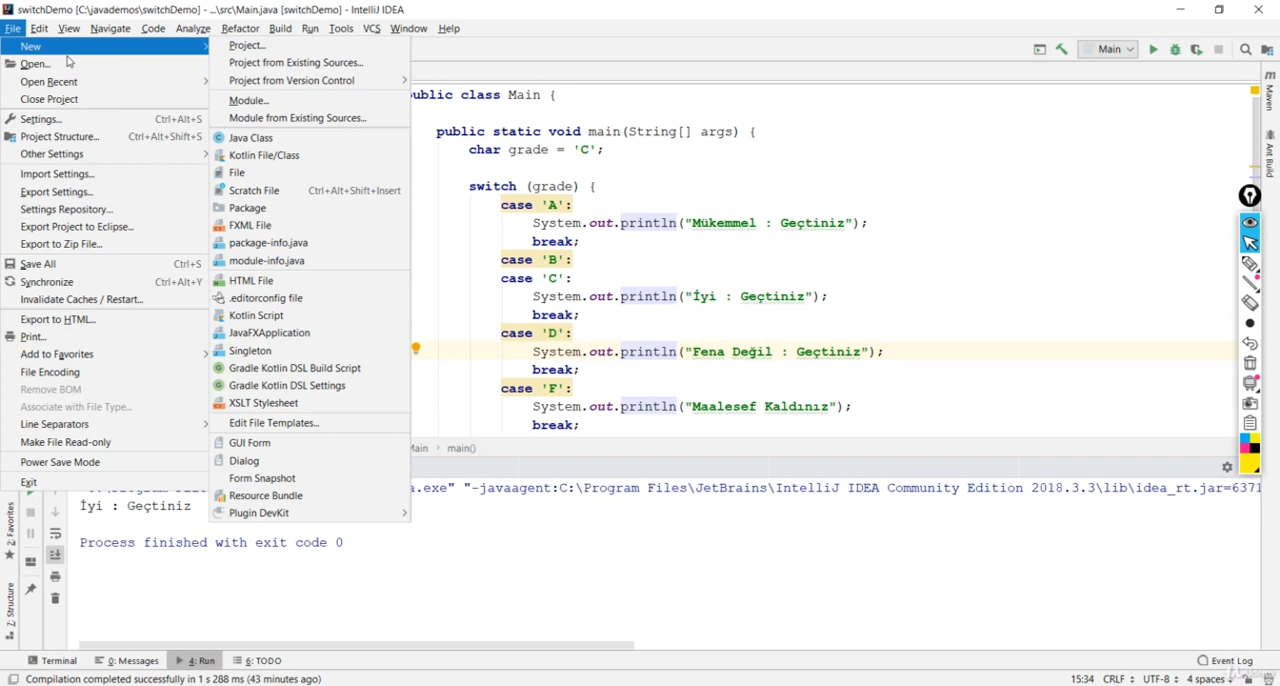 switchDemo [C:\javademos\switchDemo] - ...\src\Main.java [switchDemo] - IntelliJ IDEA
File Edit View Navigate Code Analyze Refactor Build Run Tools VCS Window Help
New
Open...
Open Recent
Close Project
Settings... Ctrl+Alt+S
Project Structure... Ctrl+Alt+Shift+S
Other Settings
Import Settings...
Export Settings...
Settings Repository...
Export Project to Eclipse...
Export to Zip File...
Save All Ctrl+S
Synchronize Ctrl+Alt+Y
Invalidate Caches / Restart...
Export to HTML...
Print...
Add to Favorites
File Encoding
Remove BOM
Associate with File Type...
Line Separators
Make File Read-only
Power Save Mode
Exit
Project...
Project from Existing Sources...
Project from Version Control
Module...
Module from Existing Sources...
Java Class
Kotlin File/Class
File
Scratch File Ctrl+Alt+Shift+Insert
Package
FXML File
package-info.java
module-info.java
HTML File
.editorconfig file
Kotlin Script
JavaFXApplication
Singleton
Gradle Kotlin DSL Build Script
Gradle Kotlin DSL Settings
XSLT Stylesheet
Edit File Templates...
GUI Form
Dialog
Form Snapshot
Resource Bundle
Plugin DevKit
Main
public class Main {
public static void main(String[] args) {
char grade = 'C';
switch (grade) {
case 'A':
System.out.println("Mükemmel : Geçtiniz");
break;
case 'B':
case 'C':
System.out.println("İyi : Geçtiniz");
break;
case 'D':
System.out.println("Fena Değil : Geçtiniz");
break;
case 'F':
System.out.println("Maalesef Kaldınız");
break;
Main › main()
Maven
Ant Build
a.exe" "-javaagent:C:\Program Files\JetBrains\IntelliJ IDEA Community Edition 2018.3.3\lib\idea_rt.jar=6371
İyi : Geçtiniz
Process finished with exit code 0
2: Favorites
Z: Structure
Terminal 0: Messages 4: Run 6: TODO Event Log
Compilation completed successfully in 1 s 288 ms (43 minutes ago) 15:34 CRLF UTF-8 4 spaces